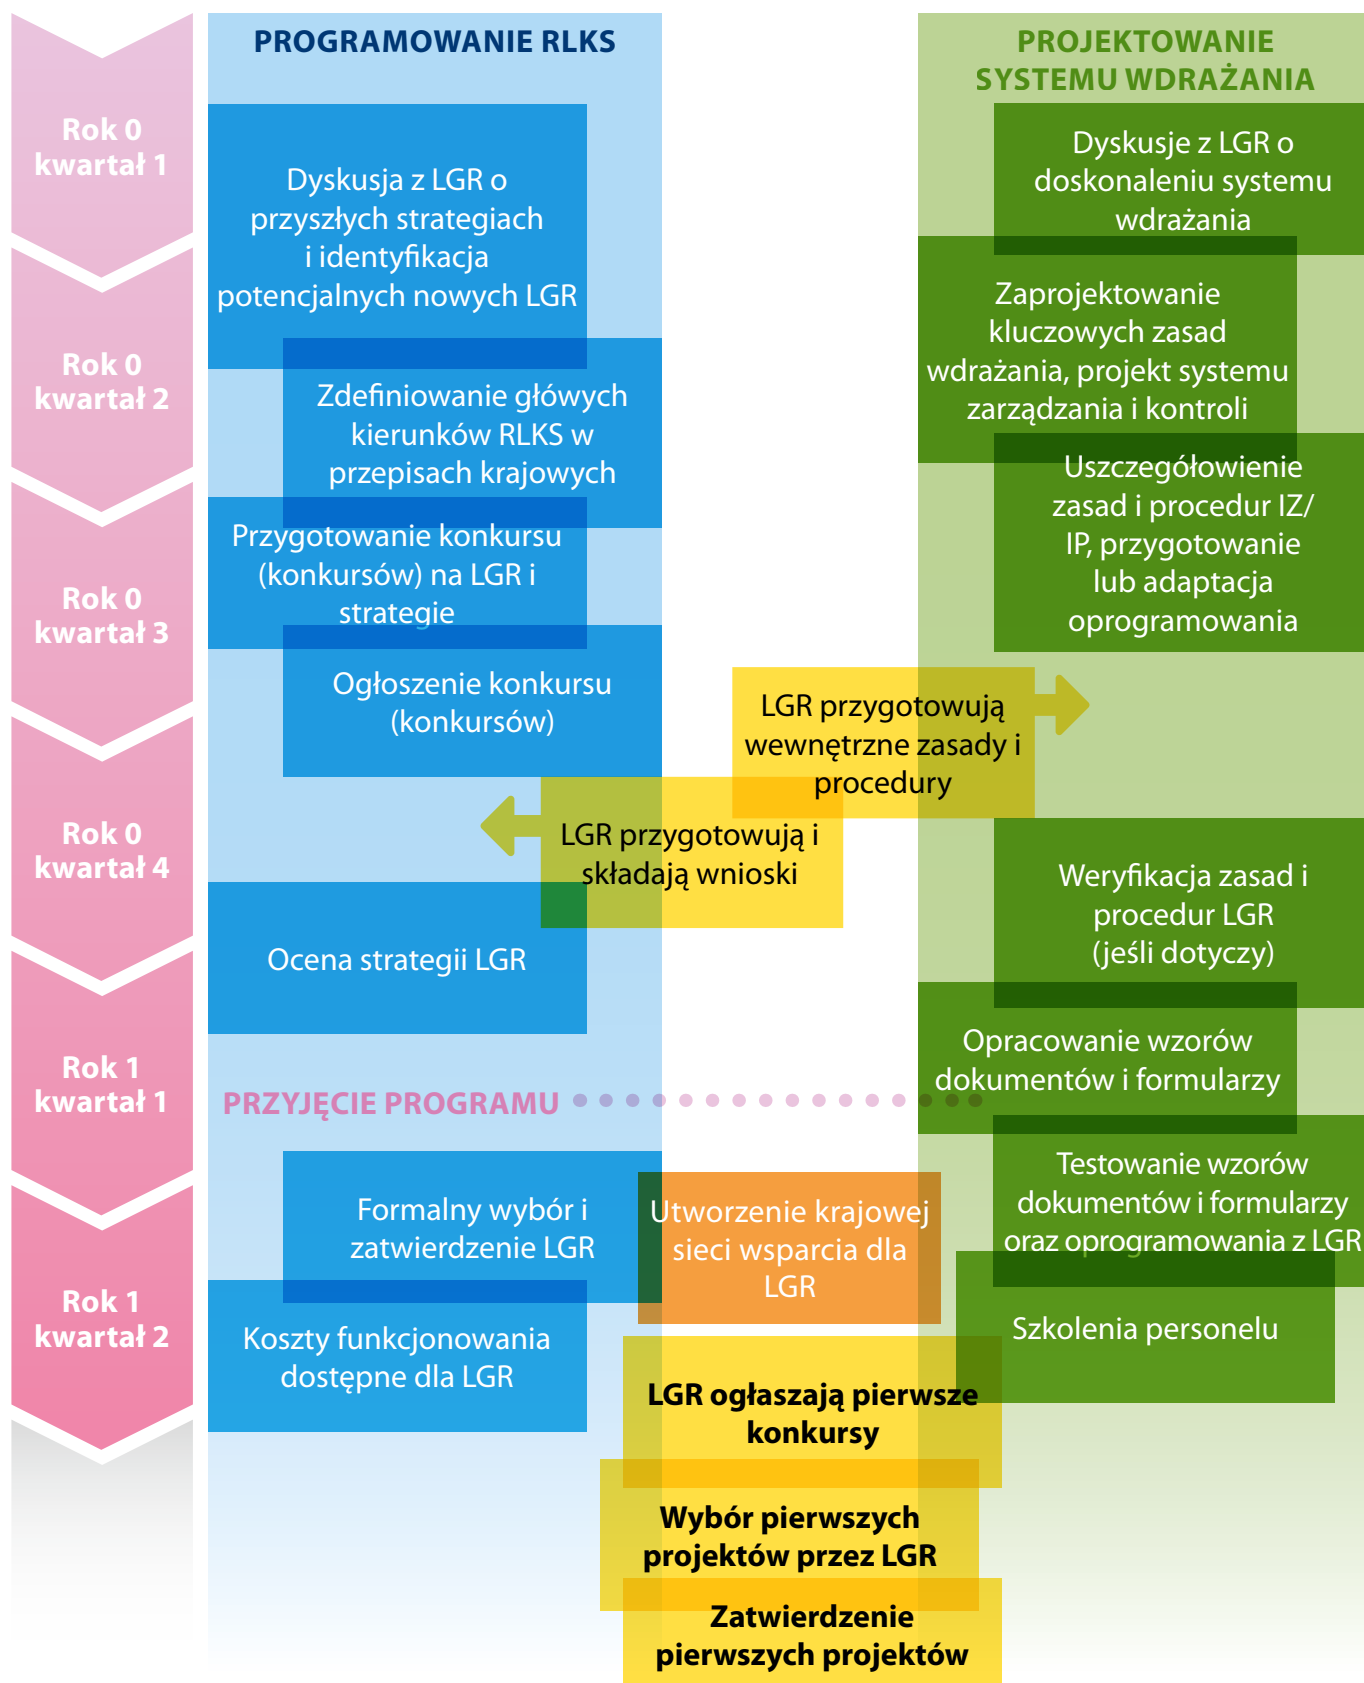 PROGRAMOWANIE RLKS
PROJEKTOWANIE
SYSTEMU WDRAŻANIA
Rok 0
kwartał 1
Rok 0
kwartał 2
Rok 0
kwartał 3
Rok 0
kwartał 4
Rok 1
kwartał 1
Rok 1
kwartał 2
Dyskusja z LGR o
przyszłych strategiach
i identyfikacja
potencjalnych nowych LGR
Zdefiniowanie głównych
kierunków RLKS w
przepisach krajowych
Przygotowanie konkursu
(konkursów) na LGR i
strategie
Ogłoszenie konkursu
(konkursów)
LGR przygotowują i
składają wnioski
Ocena strategii LGR
PRZYJĘCIE PROGRAMU
Formalny wybór i
zatwierdzenie LGR
Koszty funkcjonowania
dostępne dla LGR
LGR przygotowują
wewnętrzne zasady i
procedury
Utworzenie krajowej
sieci wsparcia dla
LGR
LGR ogłaszają pierwsze
konkursy
Wybór pierwszych
projektów przez LGR
Zatwierdzenie
pierwszych projektów
Dyskusje z LGR o
doskonaleniu systemu
wdrażania
Zaprojektowanie
kluczowych zasad
wdrażania, projekt systemu
zarządzania i kontroli
Uszczegółowienie
zasad i procedur IZ/
IP, przygotowanie
lub adaptacja
oprogramowania
Weryfikacja zasad i
procedur LGR
(jeśli dotyczy)
Opracowanie wzorów
dokumentów i formularzy
Testowanie wzorów
dokumentów i formularzy
oraz oprogramowania z LGR
Szkolenia personelu